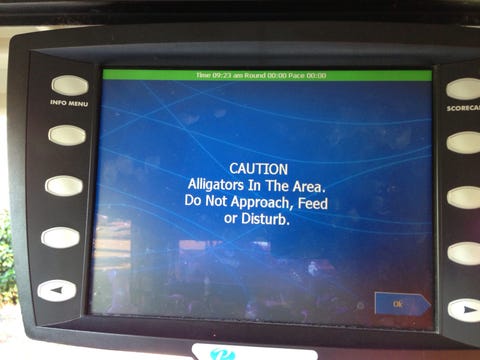 Time 09:23 am Round 00:00 Pace 00:00
INFO MENU
SCORECAR
CAUTION
Alligators In The Area.
Do Not Approach, Feed
or Disturb.
Ok